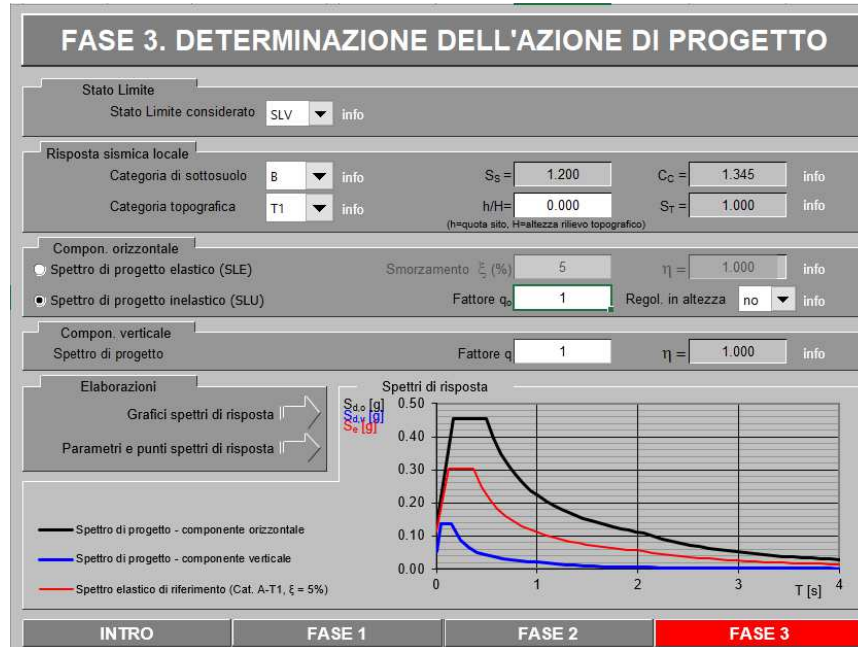 FASE 3. DETERMINAZIONE DELL'AZIONE DI PROGETTO
Stato Limite
Stato Limite considerato SLV info
Risposta sismica locale
Categoria di sottosuolo B info S_S = 1.200 C_C = 1.345 info
Categoria topografica T1 info h/H= 0.000 S_T = 1.000 info
(h=quota sito, H=altezza rilievo topografico)
Compon. orizzontale
Spettro di progetto elastico (SLE) Smorzamento ξ (%) 5 η = 1.000 info
Spettro di progetto inelastico (SLU) Fattore q_o 1 Regol. in altezza no info
Compon. verticale
Spettro di progetto Fattore q 1 η = 1.000 info
Elaborazioni
Grafici spettri di risposta
Parametri e punti spettri di risposta
Spettri di risposta
S_d,o [g]
S_d,v [g]
S_e [g]
0.50
0.40
0.30
0.20
0.10
0.00
0 1 2 3 T [s] 4
Spettro di progetto - componente orizzontale
Spettro di progetto - componente verticale
Spettro elastico di riferimento (Cat. A-T1, ξ = 5%)
INTRO FASE 1 FASE 2 FASE 3